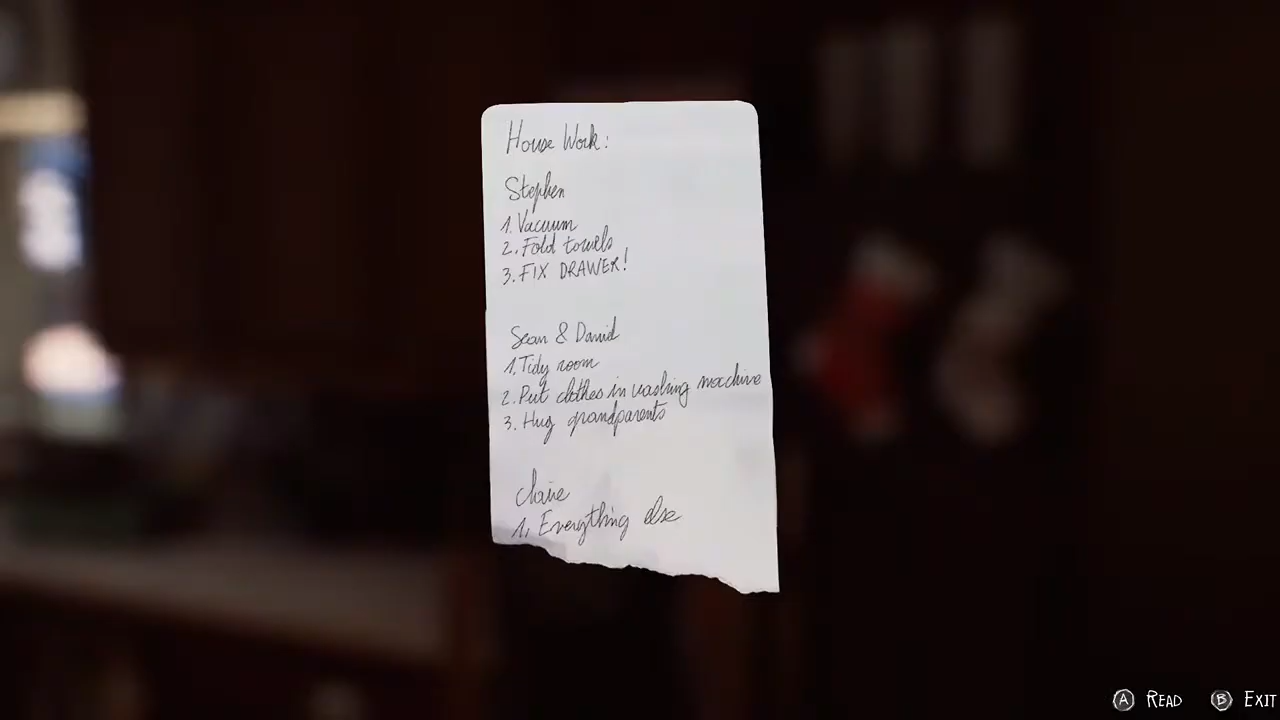 House Work:
Stephen
1. Vacuum
2. Fold towels
3. FIX DRAWER!
Sean & Daniel
1. Tidy room
2. Put clothes in washing machine
3. Hug grandparents
Claire
1. Everything else
A READ B EXIT